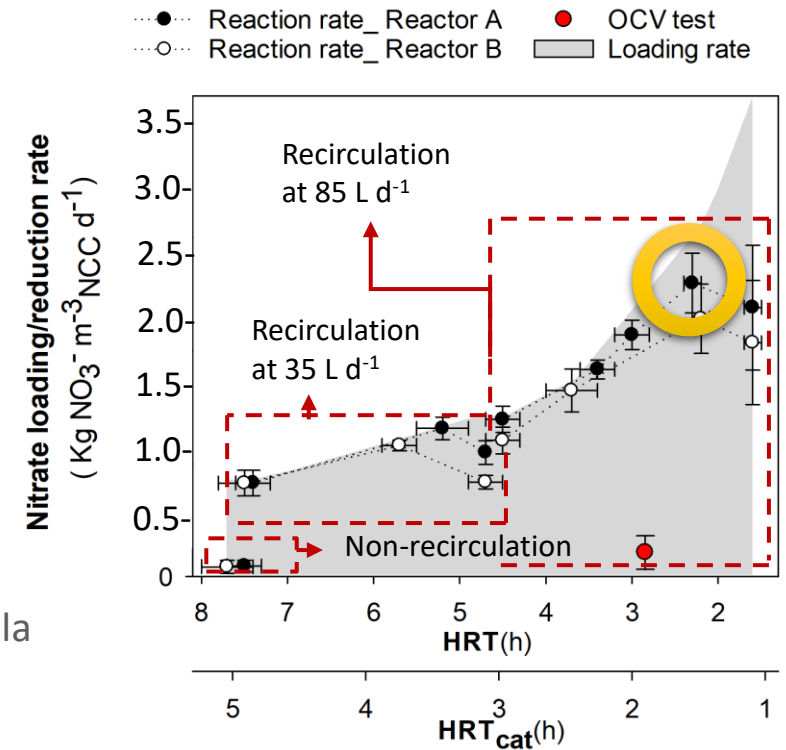 Reaction rate_ Reactor A
OCV test
Reaction rate_ Reactor B
Loading rate
Nitrate loading/reduction rate
( Kg NO₃⁻ m⁻³NCC d⁻¹)
3.5
3.0
2.5
2.0
1.5
1.0
0.5
0
Recirculation
at 85 L d⁻¹
Recirculation
at 35 L d⁻¹
Non-recirculation
la
8 7 6 5 4 3 2
HRT(h)
5 4 3 2 1
HRTcat(h)